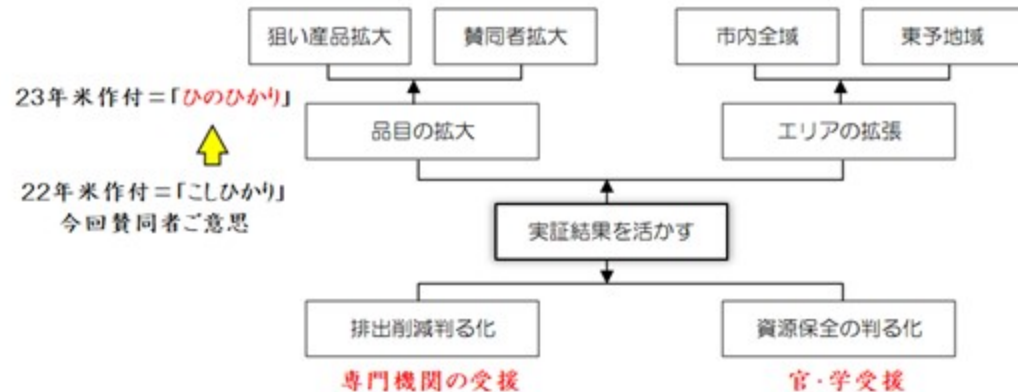 狙い産品拡大
賛同者拡大
市内全域
東予地域
23年米作付=「ひのひかり」
品目の拡大
エリアの拡張
22年米作付=「こしひかり」
今回賛同者ご意思
実証結果を活かす
排出削減判る化
資源保全の判る化
専門機関の受援
官・学受援